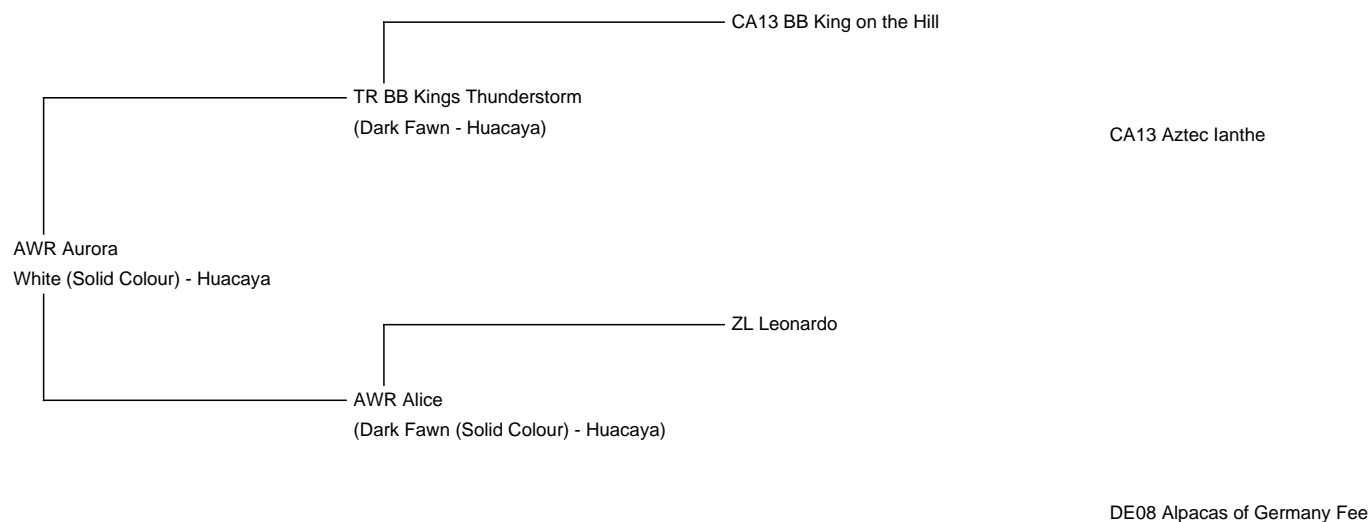 CA13 BB King on the Hill
TR BB Kings Thunderstorm
(Dark Fawn - Huacaya)
CA13 Aztec Ianthe
AWR Aurora
White (Solid Colour) - Huacaya
ZL Leonardo
AWR Alice
(Dark Fawn (Solid Colour) - Huacaya)
DE08 Alpacas of Germany Fee